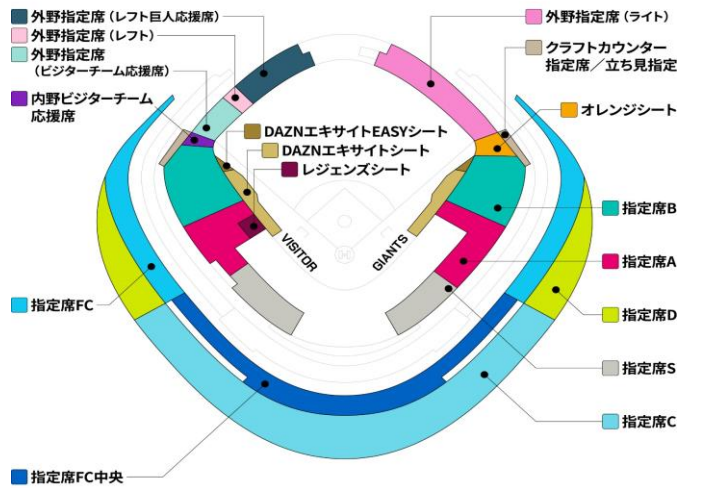 外野指定席（レフト巨人応援席）
外野指定席（レフト）
外野指定席
（ビジターチーム応援席）
内野ビジターチーム
応援席
外野指定席（ライト）
クラフトカウンター
指定席／立ち見指定
オレンジシート
DAZNエキサイトEASYシート
DAZNエキサイトシート
レジェンズシート
VISITOR
GIANTS
指定席B
指定席A
指定席FC
指定席D
指定席S
指定席C
指定席FC中央